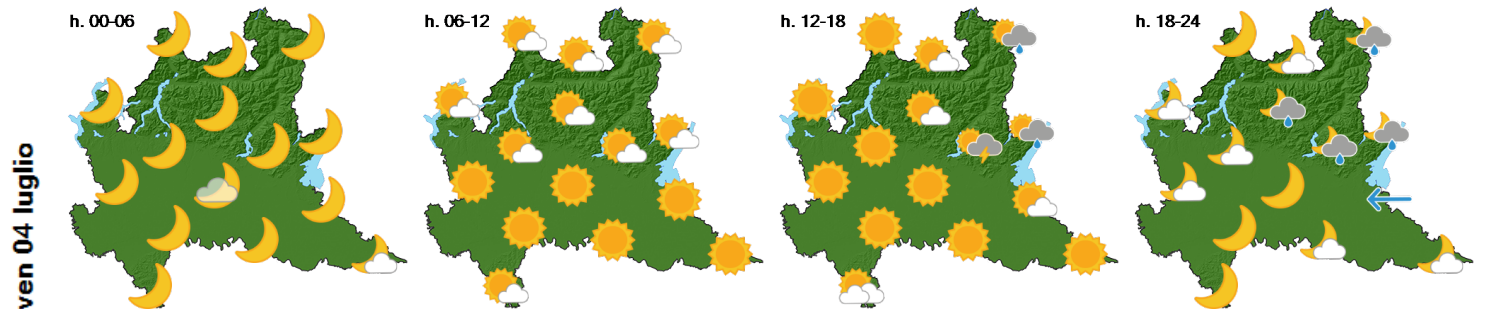 h. 00-06
h. 06-12
h. 12-18
h. 18-24
ven 04 luglio